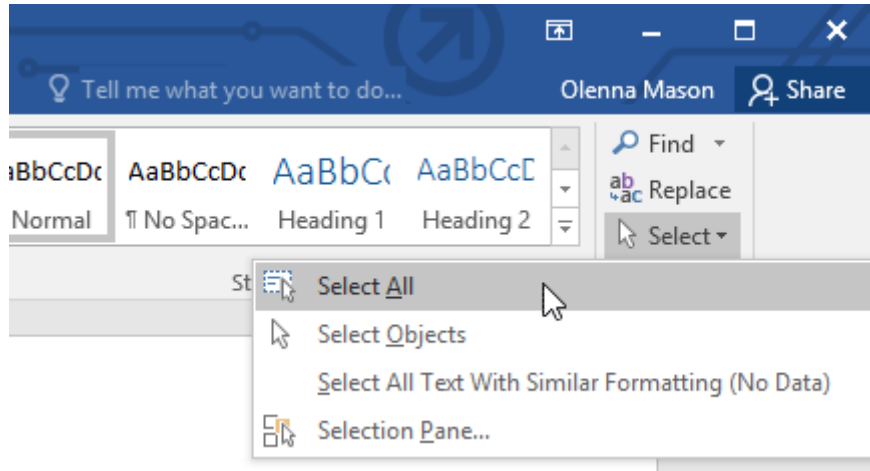 Tell me what you want to do...
Olenna Mason
Share
AaBbCcDc AaBbCc AaBbCcD
Normal ¶ No Spac... Heading 1 Heading 2
Find
Replace
Select
St
Select All
Select Objects
Select All Text With Similar Formatting (No Data)
Selection Pane...